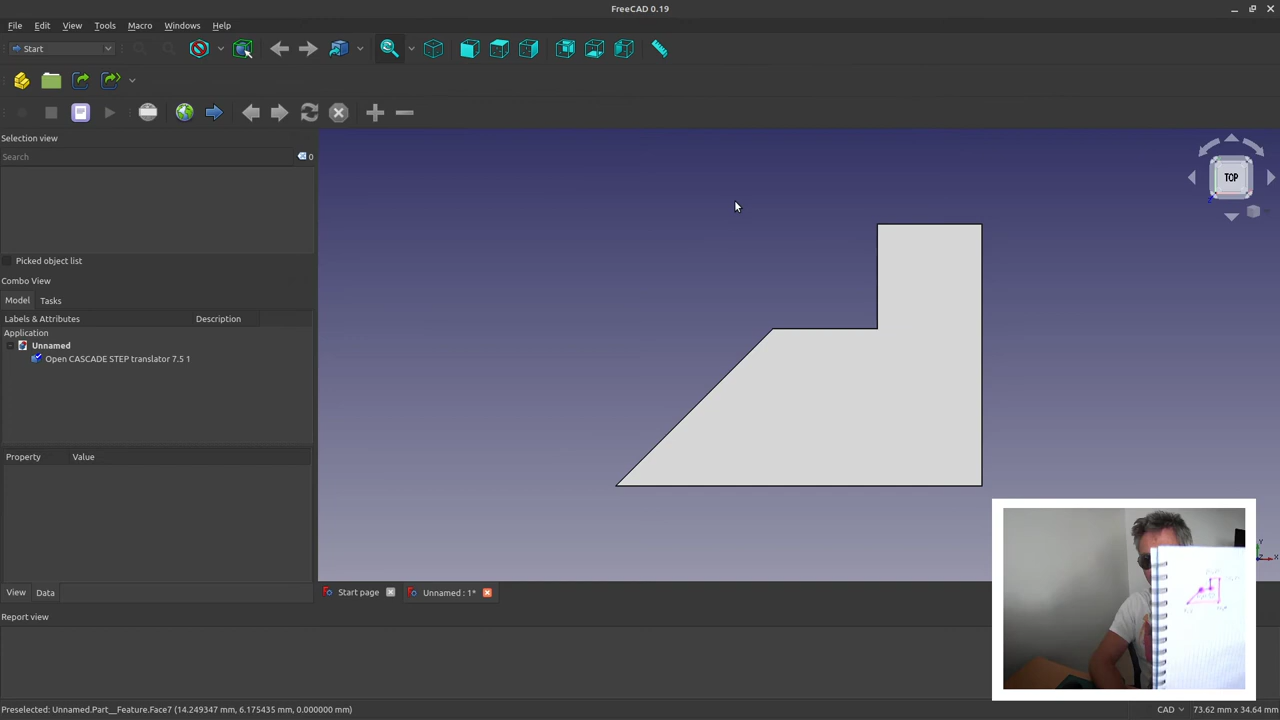 FreeCAD 0.19
File Edit View Tools Macro Windows Help
Start
Selection view
Search
0
TOP
Picked object list
Combo View
Model Tasks
Labels & Attributes Description
Application
Unnamed
Open CASCADE STEP translator 7.5 1
Property Value
View Data
Start page Unnamed : 1*
Report view
Preselected: Unnamed.Part__Feature.Face7 (14.249347 mm, 6.175435 mm, 0.000000 mm) CAD 73.62 mm x 34.64 mm